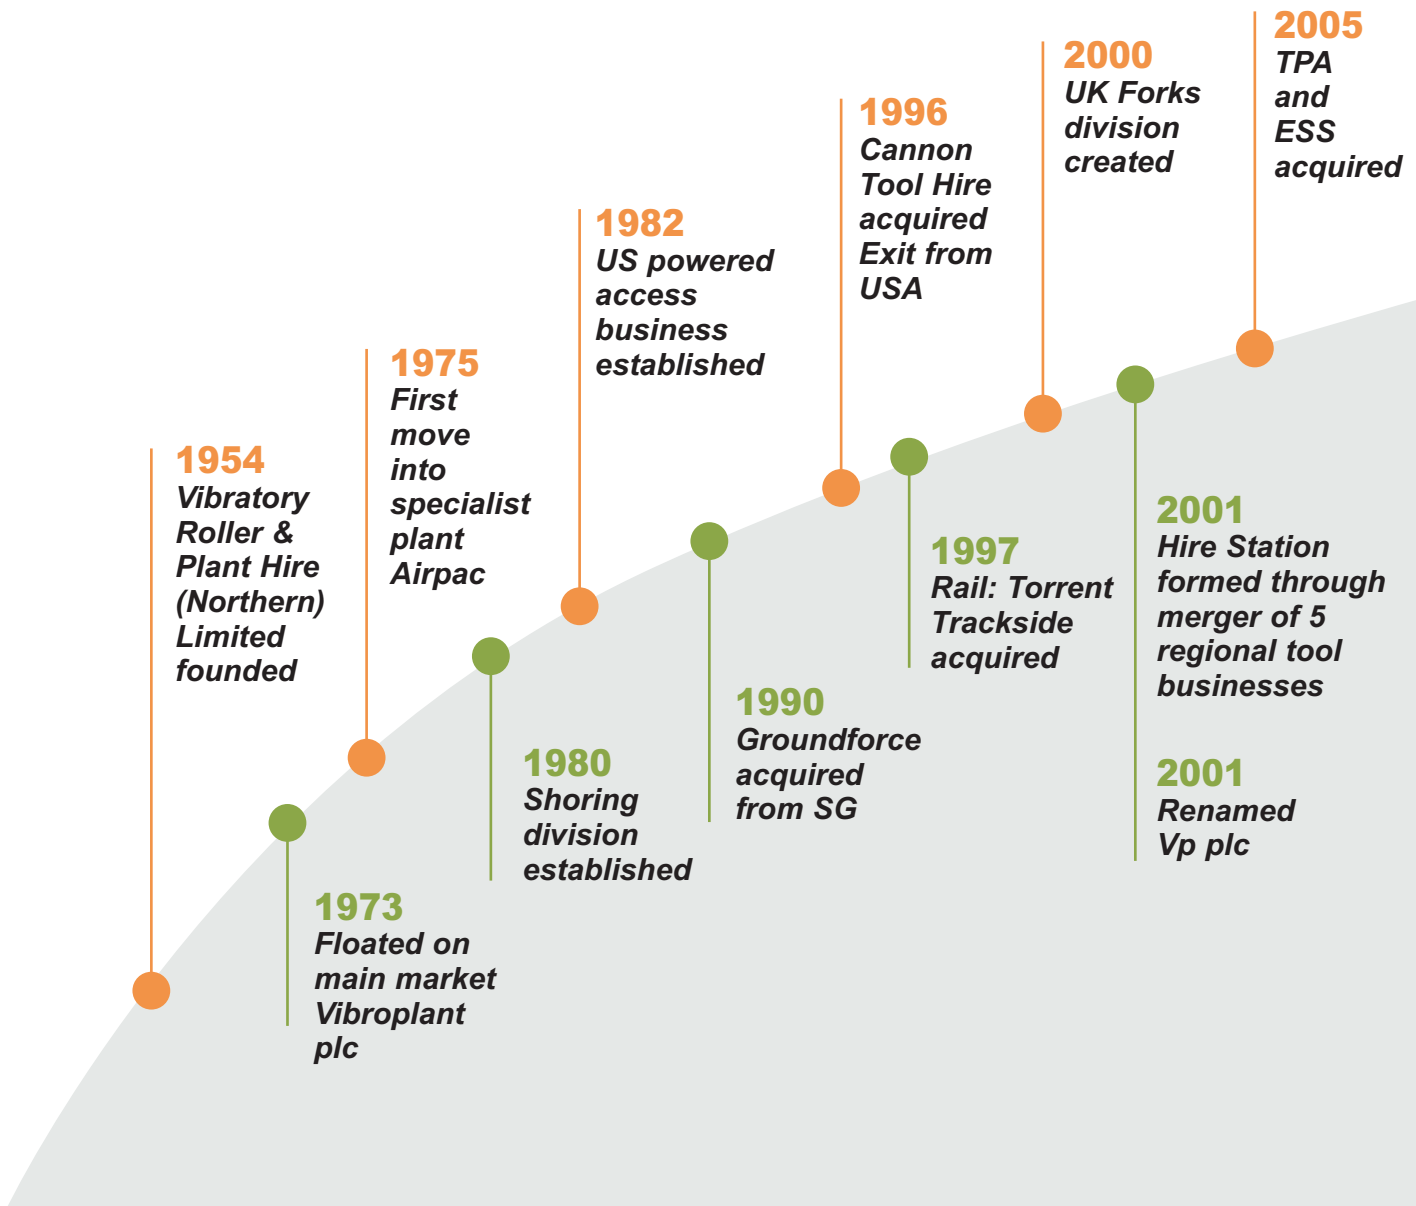 1954
Vibratory
Roller &
Plant Hire
(Northern)
Limited
founded
1973
Floated on
main market
Vibroplant
plc
1975
First
move
into
specialist
plant
Airpac
1980
Shoring
division
established
1982
US powered
access
business
established
1990
Groundforce
acquired
from SG
1996
Cannon
Tool Hire
acquired
Exit from
USA
1997
Rail: Torrent
Trackside
acquired
2000
UK Forks
division
created
2001
Hire Station
formed through
merger of 5
regional tool
businesses
2001
Renamed
Vp plc
2005
TPA
and
ESS
acquired